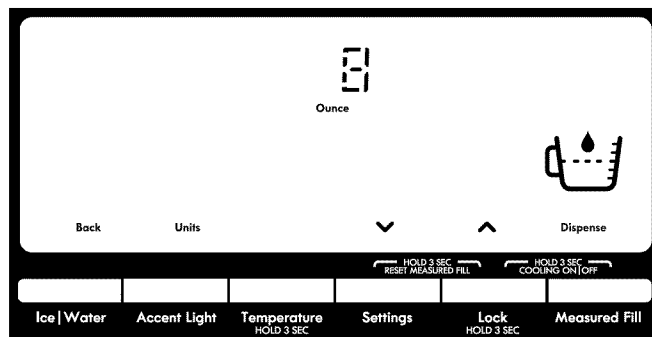 8
Ounce
Back Units Dispense
HOLD 3 SEC HOLD 3 SEC
RESET MEASURED FILL COOLING ON|OFF
Ice|Water Accent Light Temperature Settings Lock Measured Fill
HOLD 3 SEC HOLD 3 SEC